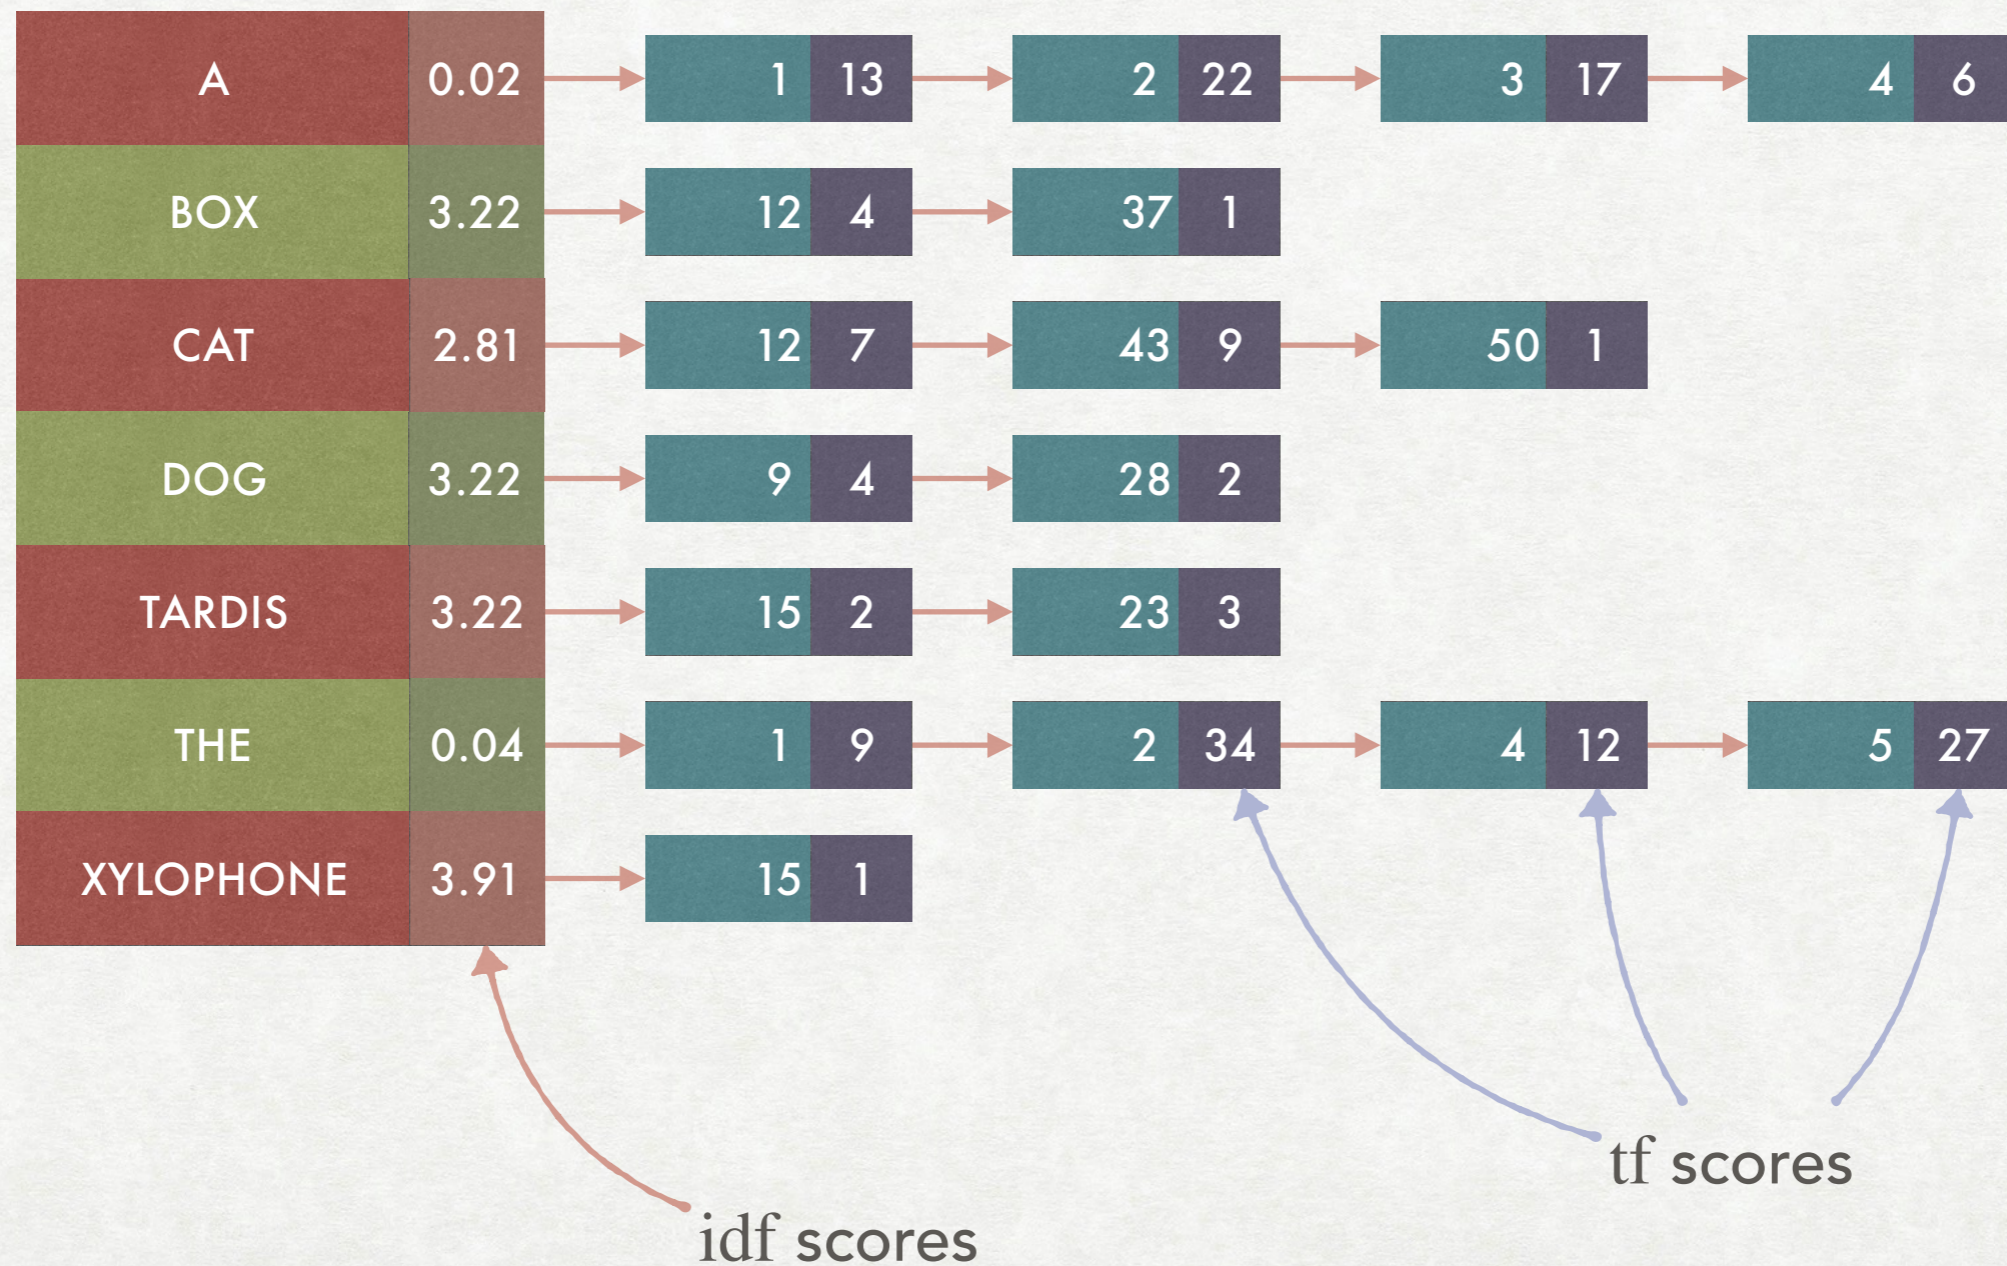 A 0.02 1 13 2 22 3 17 4 6
BOX 3.22 12 4 37 1
CAT 2.81 12 7 43 9 50 1
DOG 3.22 9 4 28 2
TARDIS 3.22 15 2 23 3
THE 0.04 1 9 2 34 4 12 5 27
XYLOPHONE 3.91 15 1
tf scores
idf scores